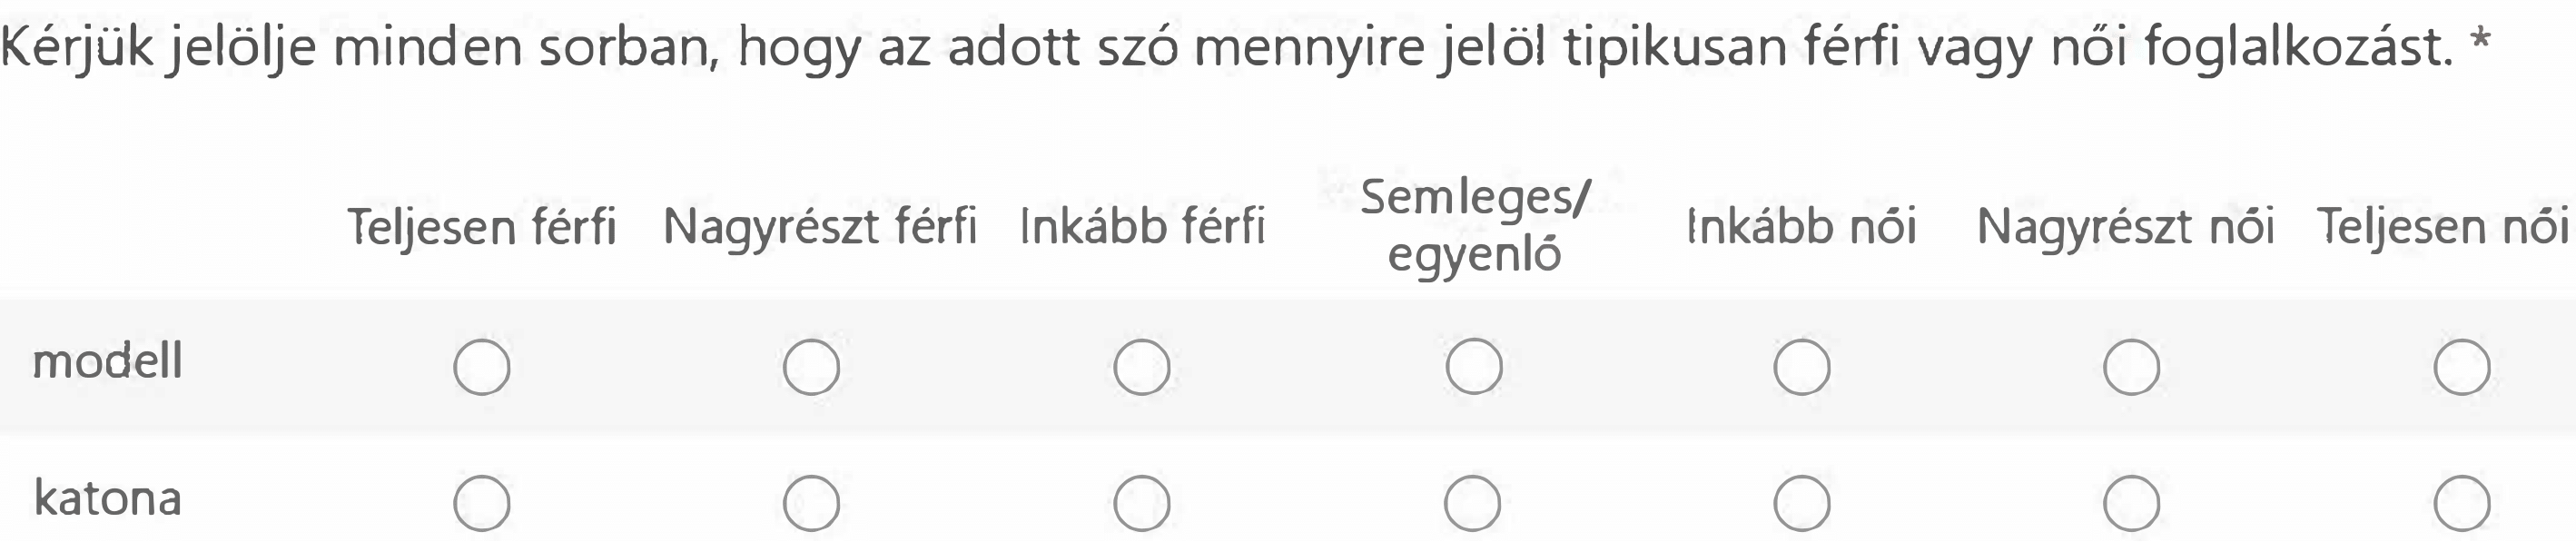 Kérjük jelölje minden sorban, hogy az adott szó mennyire jelöl tipikusan férfi vagy női foglalkozást. *
Teljesen férfi Nagyrészt férfi Inkább férfi Semleges/ egyenlő Inkább női Nagyrészt női Teljesen női
modell
katona